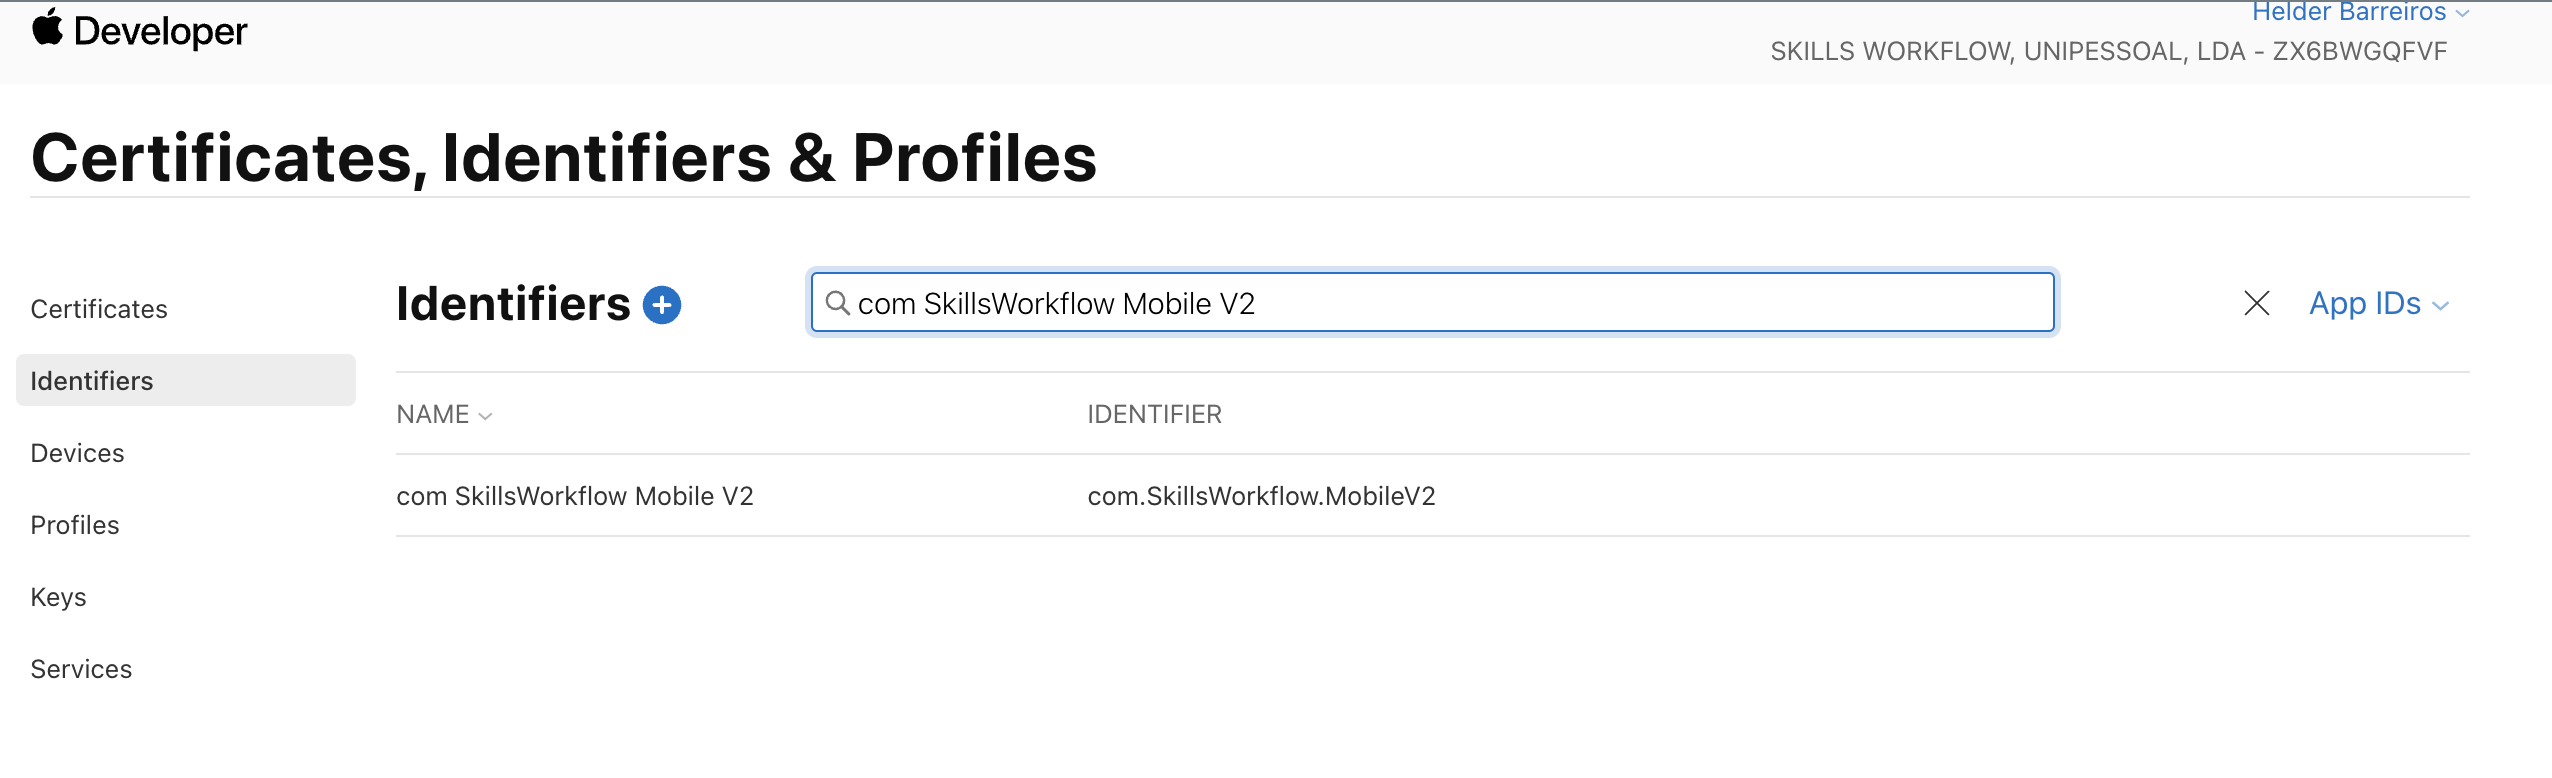 Developer
Helder Barreiros
SKILLS WORKFLOW, UNIPESSOAL, LDA - ZX6BWGQFVF
Certificates, Identifiers & Profiles
Certificates
Identifiers
Devices
Profiles
Keys
Services
Identifiers
com SkillsWorkflow Mobile V2
App IDs
NAME IDENTIFIER
com SkillsWorkflow Mobile V2 com.SkillsWorkflow.MobileV2